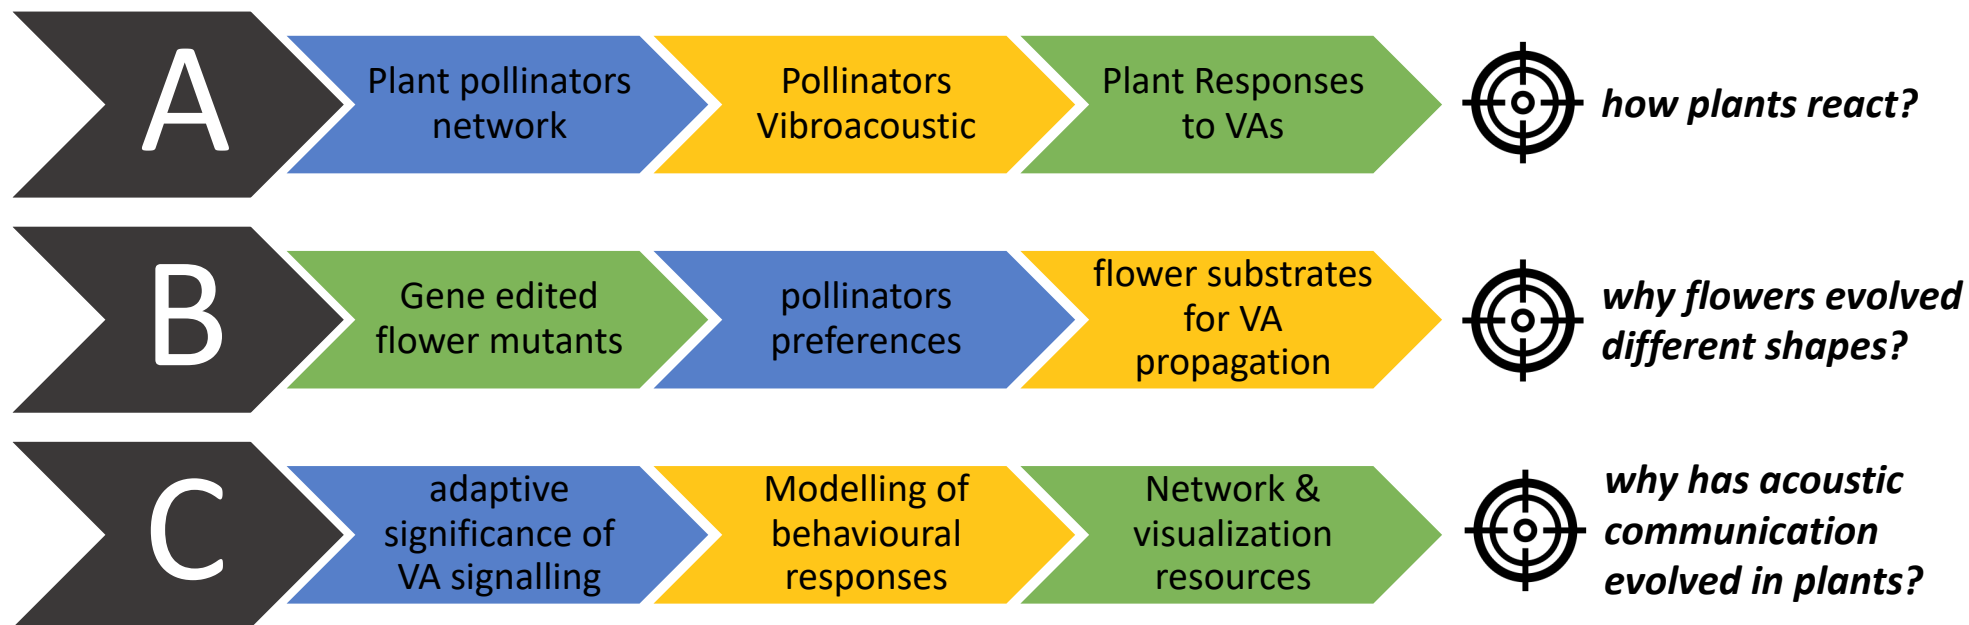 A
Plant pollinators
network
Pollinators
Vibroacoustic
Plant Responses
to VAs
how plants react?
B
Gene edited
flower mutants
pollinators
preferences
flower substrates
for VA
propagation
why flowers evolved
different shapes?
C
adaptive
significance of
VA signalling
Modelling of
behavioural
responses
Network &
visualization
resources
why has acoustic
communication
evolved in plants?